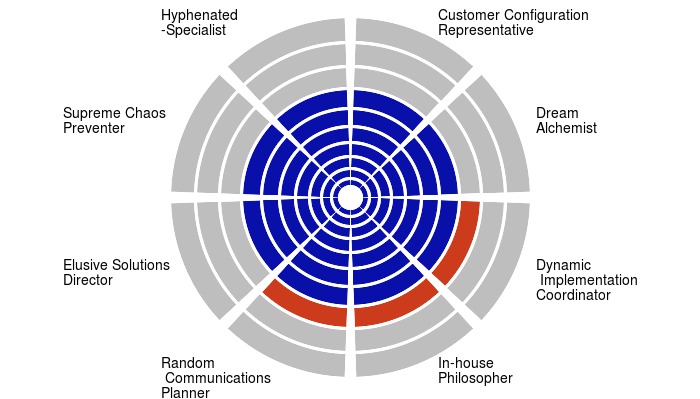 Hyphenated
-Specialist
Customer Configuration
Representative
Supreme Chaos
Preventer
Dream
Alchemist
Elusive Solutions
Director
Dynamic
Implementation
Coordinator
Random
Communications
Planner
In-house
Philosopher